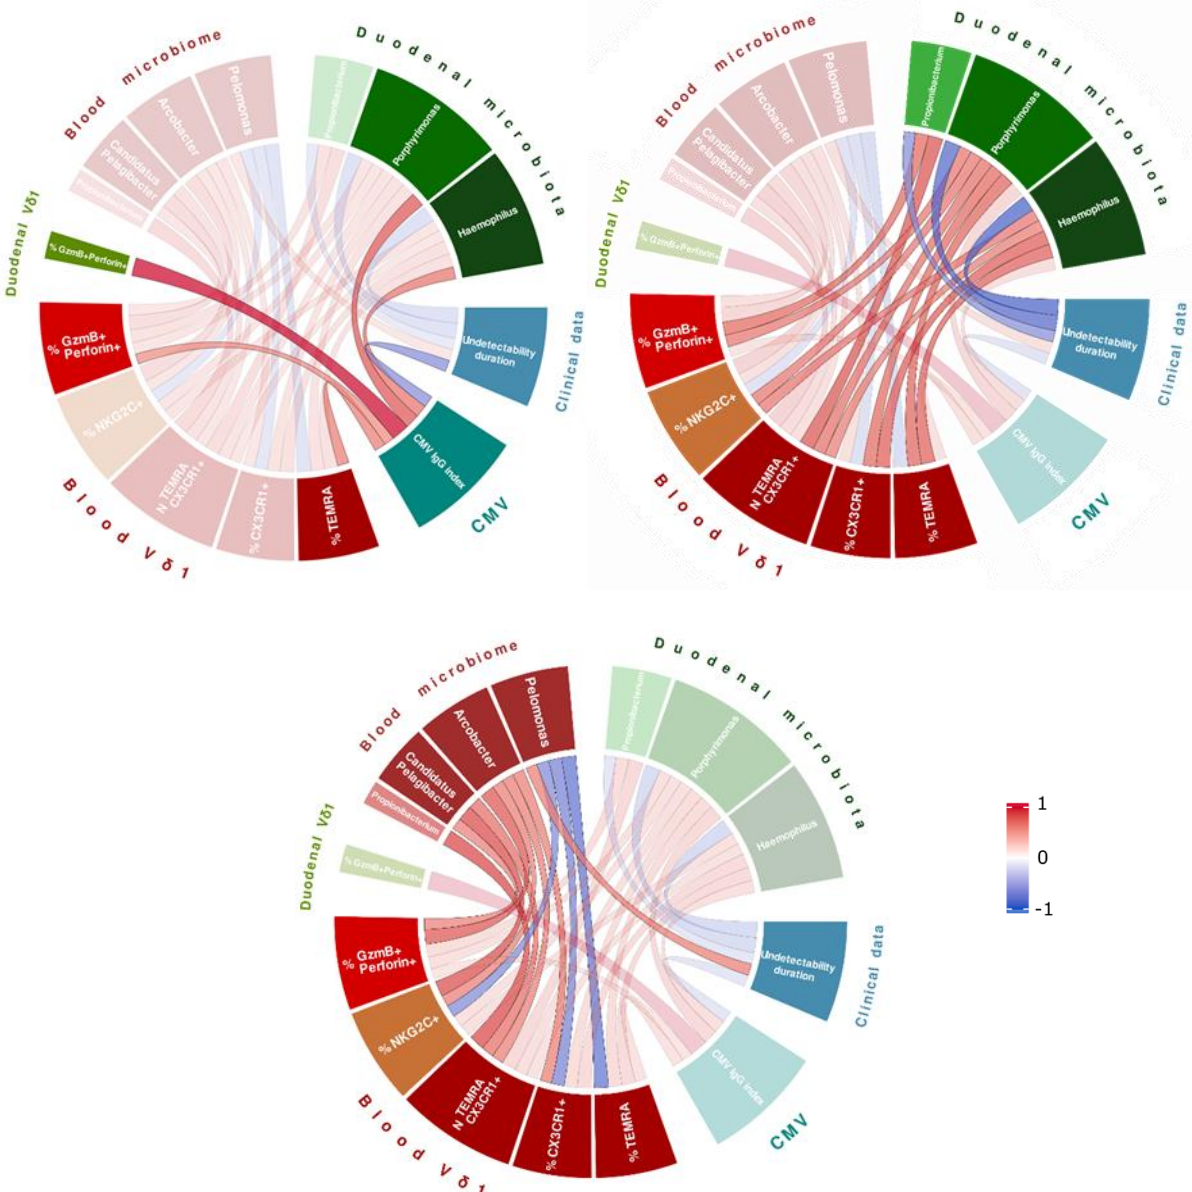 Blood microbiome
Duodenal microbiota
Pelomonas
Arcobacter
Candidatus
Pelagibacter
Propionibacterium
Propionibacterium
Porphyrimonas
Haemophilus
Duodenal Vδ1
% GzmB+Perforin+
% GzmB+
Perforin+
% NKG2C+
N TEMRA
CX3CR1+
% CX3CR1+
% TEMRA
Blood Vδ1
Undetectability
duration
Clinical data
CMV IgG index
CMV
Blood microbiome
Duodenal microbiota
Pelomonas
Arcobacter
Candidatus
Pelagibacter
Propionibacterium
Propionibacterium
Porphyrimonas
Haemophilus
Duodenal Vδ1
% GzmB+Perforin+
% GzmB+
Perforin+
% NKG2C+
N TEMRA
CX3CR1+
% CX3CR1+
% TEMRA
Blood Vδ1
Undetectability
duration
Clinical data
CMV IgG index
CMV
Blood microbiome
Duodenal microbiota
Pelomonas
Arcobacter
Candidatus
Pelagibacter
Propionibacterium
Propionibacterium
Porphyrimonas
Haemophilus
Duodenal Vδ1
% GzmB+Perforin+
% GzmB+
Perforin+
% NKG2C+
N TEMRA
CX3CR1+
% CX3CR1+
% TEMRA
Blood Vδ1
Undetectability
duration
Clinical data
CMV IgG index
CMV
1
0
-1